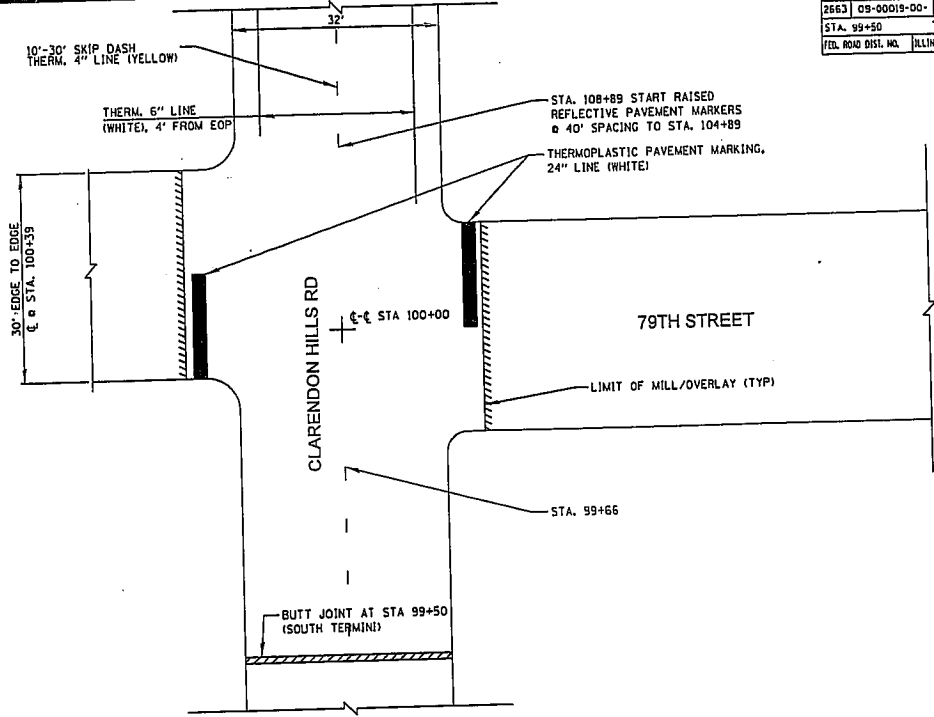 2663 09-00019-00-
STA. 99+50
FED. ROAD DIST. NO. ILLIN
32'
10'-30' SKIP DASH
THERM. 4" LINE (YELLOW)
THERM. 6" LINE
(WHITE), 4' FROM EOP
STA. 108+89 START RAISED
REFLECTIVE PAVEMENT MARKERS
@ 40' SPACING TO STA. 104+89
THERMOPLASTIC PAVEMENT MARKING,
24" LINE (WHITE)
30'-EDGE TO EDGE
℄ @ STA. 100+39
CLARENDON HILLS RD
℄-℄ STA 100+00
79TH STREET
LIMIT OF MILL/OVERLAY (TYP)
STA. 99+66
BUTT JOINT AT STA 99+50
(SOUTH TERMINI)